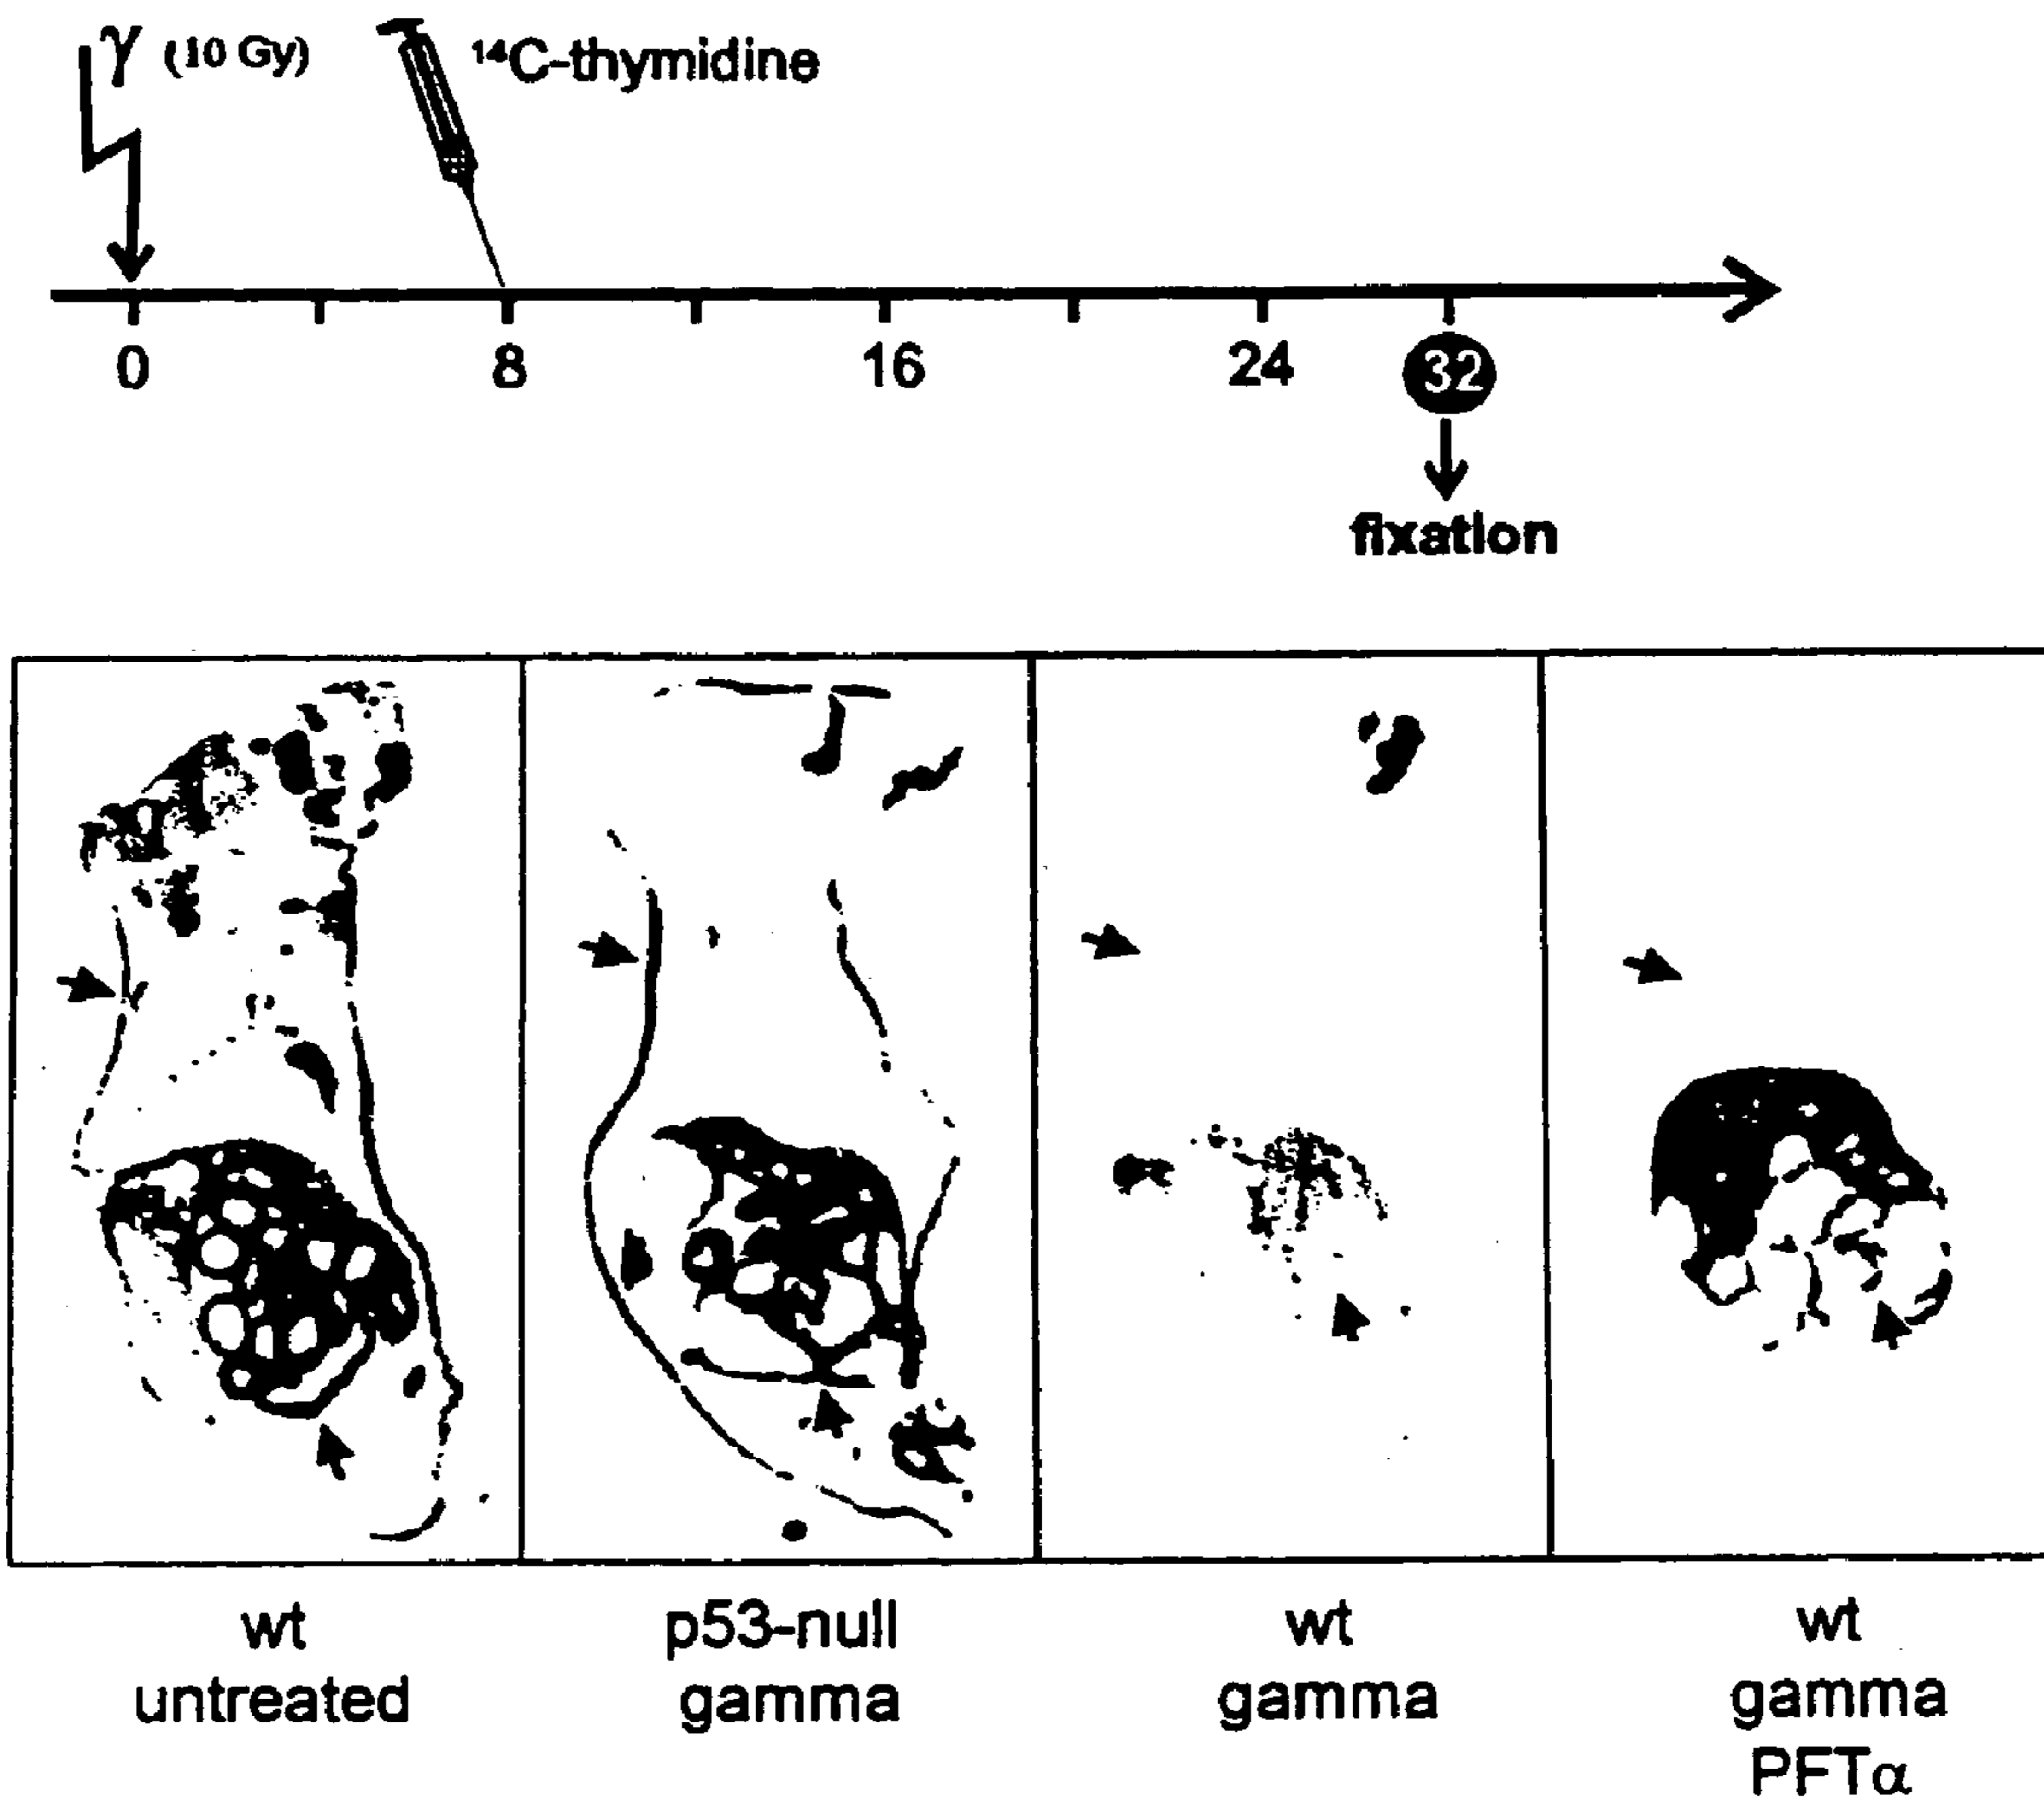 γ (10 Gy)
¹⁴C-thymidine
0 8 16 24 32
fixation
wt p53-null wt wt
untreated gamma gamma gamma
PFTα